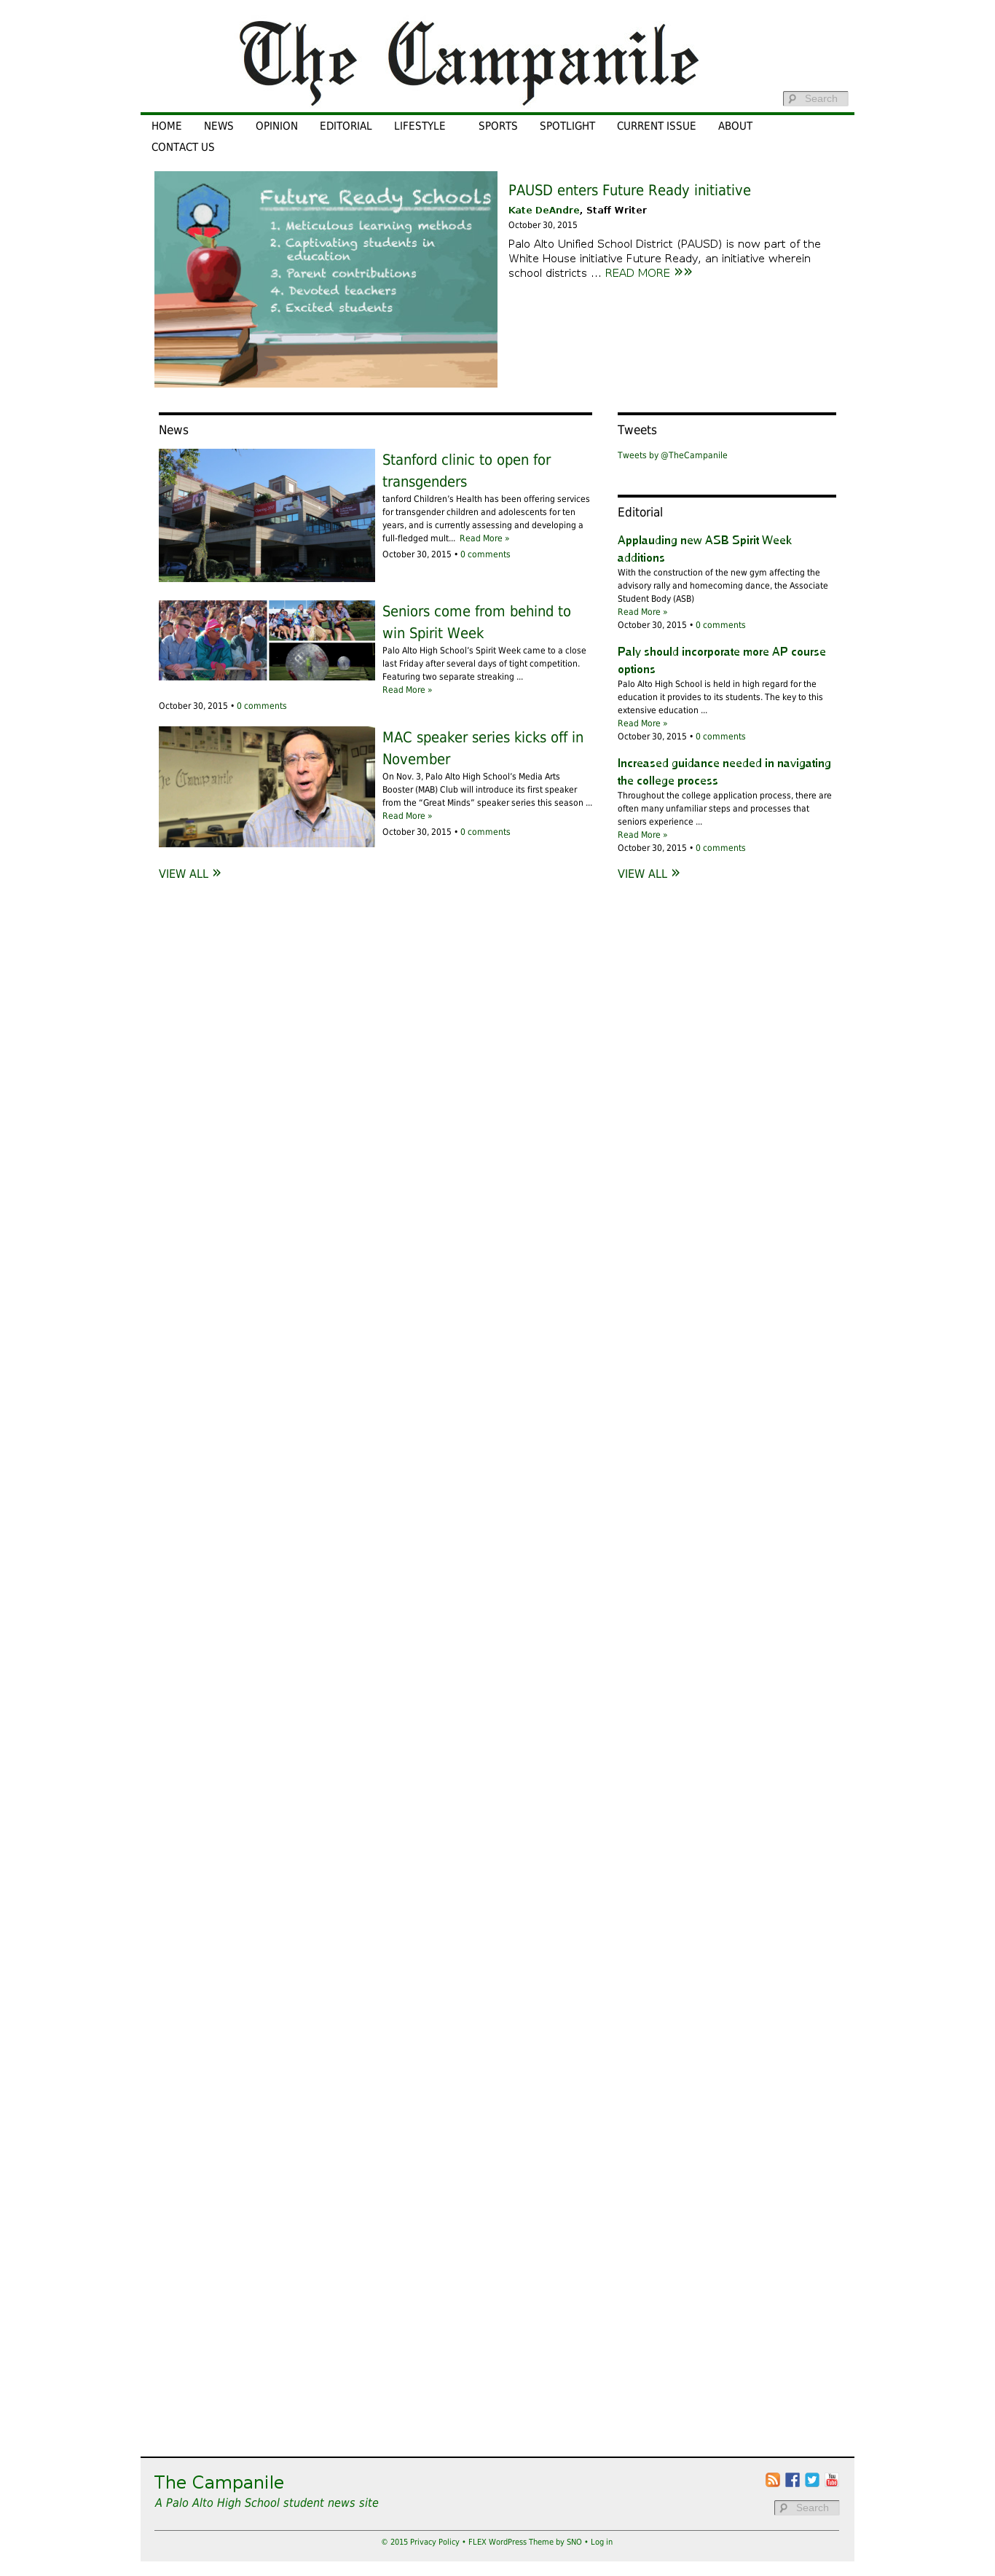 The Campanile
Search
HOME NEWS OPINION EDITORIAL LIFESTYLE SPORTS SPOTLIGHT CURRENT ISSUE ABOUT
CONTACT US
Future Ready Schools
1. Meticulous learning methods
2. Captivating students in
education
3. Parent contributions
4. Devoted teachers
5. Excited students
PAUSD enters Future Ready initiative
Kate DeAndre, Staff Writer
October 30, 2015
Palo Alto Unified School District (PAUSD) is now part of the
White House initiative Future Ready, an initiative wherein
school districts ... READ MORE »»
News
Stanford clinic to open for
transgenders
tanford Children's Health has been offering services
for transgender children and adolescents for ten
years, and is currently assessing and developing a
full-fledged mult... Read More »
October 30, 2015 • 0 comments
Seniors come from behind to
win Spirit Week
Palo Alto High School's Spirit Week came to a close
last Friday after several days of tight competition.
Featuring two separate streaking ...
Read More »
October 30, 2015 • 0 comments
The Campanile
MAC speaker series kicks off in
November
On Nov. 3, Palo Alto High School's Media Arts
Booster (MAB) Club will introduce its first speaker
from the "Great Minds" speaker series this season ...
Read More »
October 30, 2015 • 0 comments
VIEW ALL »
Tweets
Tweets by @TheCampanile
Editorial
Applauding new ASB Spirit Week
additions
With the construction of the new gym affecting the
advisory rally and homecoming dance, the Associate
Student Body (ASB)
Read More »
October 30, 2015 • 0 comments
Paly should incorporate more AP course
options
Palo Alto High School is held in high regard for the
education it provides to its students. The key to this
extensive education ...
Read More »
October 30, 2015 • 0 comments
Increased guidance needed in navigating
the college process
Throughout the college application process, there are
often many unfamiliar steps and processes that
seniors experience ...
Read More »
October 30, 2015 • 0 comments
VIEW ALL »
The Campanile
A Palo Alto High School student news site
You
Tube
Search
© 2015 Privacy Policy • FLEX WordPress Theme by SNO • Log in